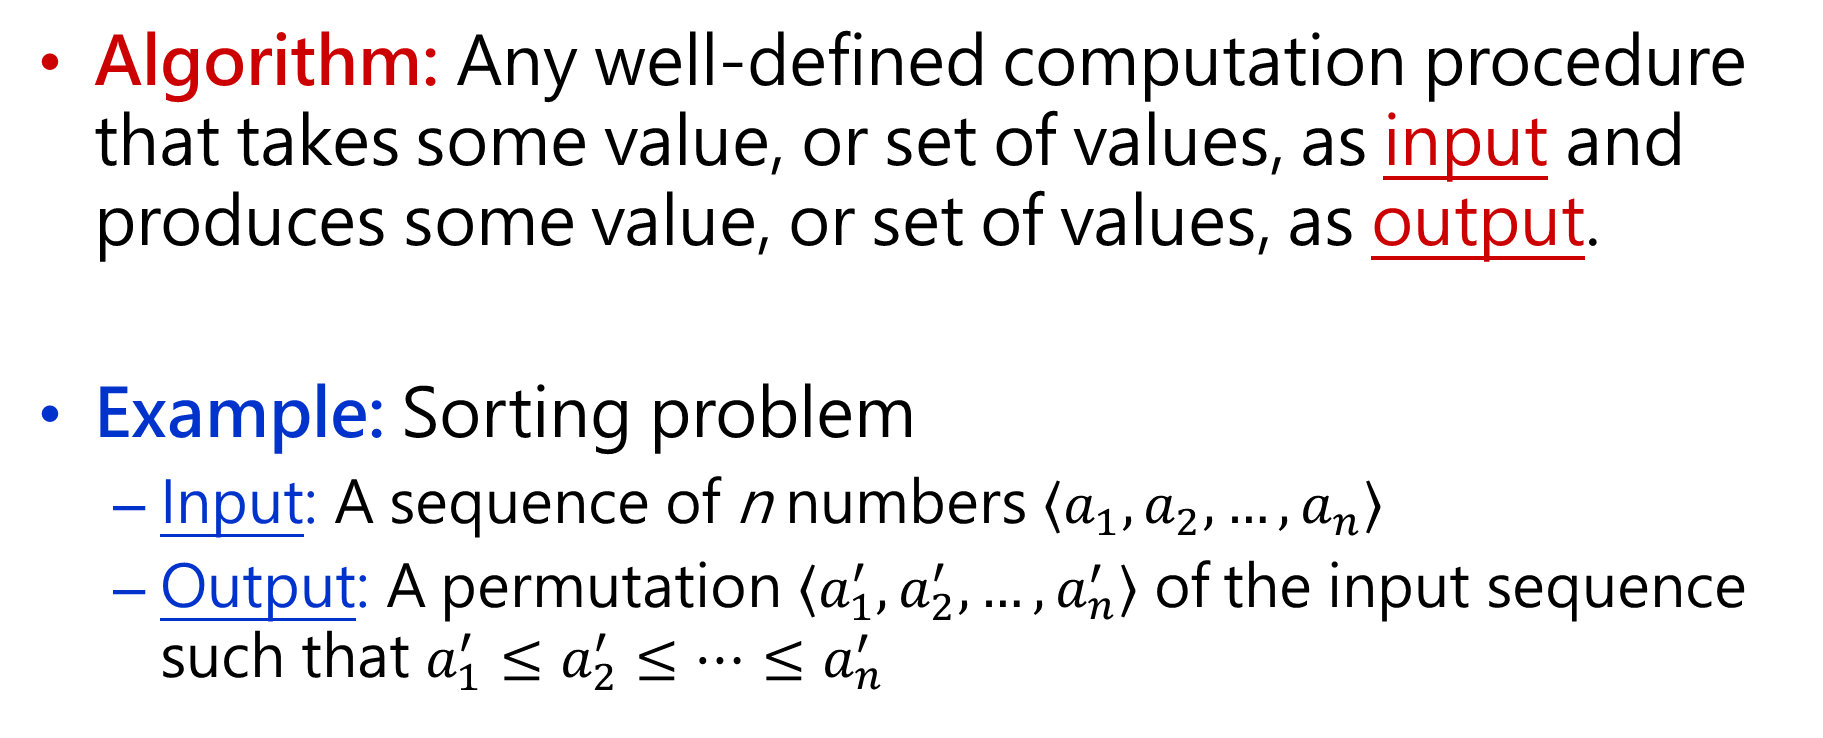 • Algorithm: Any well-defined computation procedure
that takes some value, or set of values, as input and
produces some value, or set of values, as output.
• Example: Sorting problem
– Input: A sequence of n numbers ⟨a₁, a₂, … , aₙ⟩
– Output: A permutation ⟨a′₁, a′₂, … , a′ₙ⟩ of the input sequence
such that a′₁ ≤ a′₂ ≤ ⋯ ≤ a′ₙ